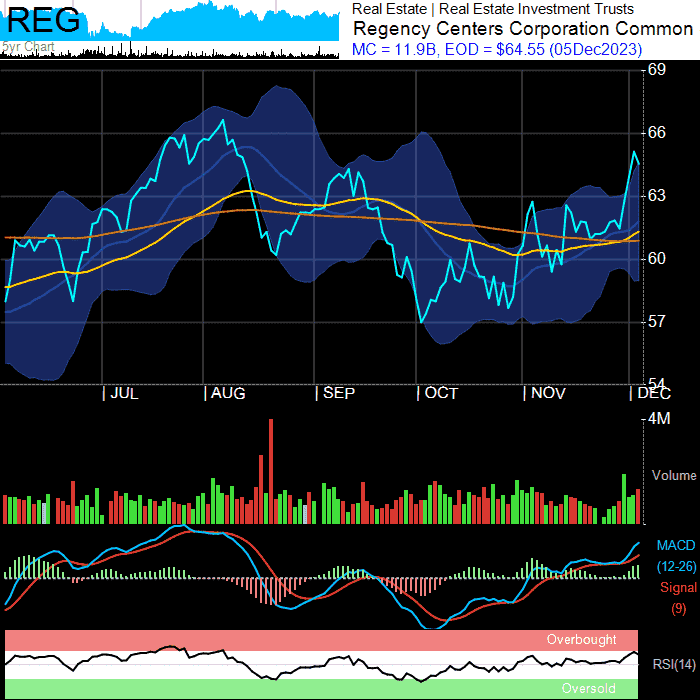 REG
5yr Chart
Real Estate | Real Estate Investment Trusts
Regency Centers Corporation Common
MC = 11.9B, EOD = $64.55 (05Dec2023)
69
66
63
60
57
54
| JUL | AUG | SEP | OCT | NOV | DEC
4M
Volume
MACD
(12-26)
Signal
(9)
Overbought
RSI(14)
Oversold